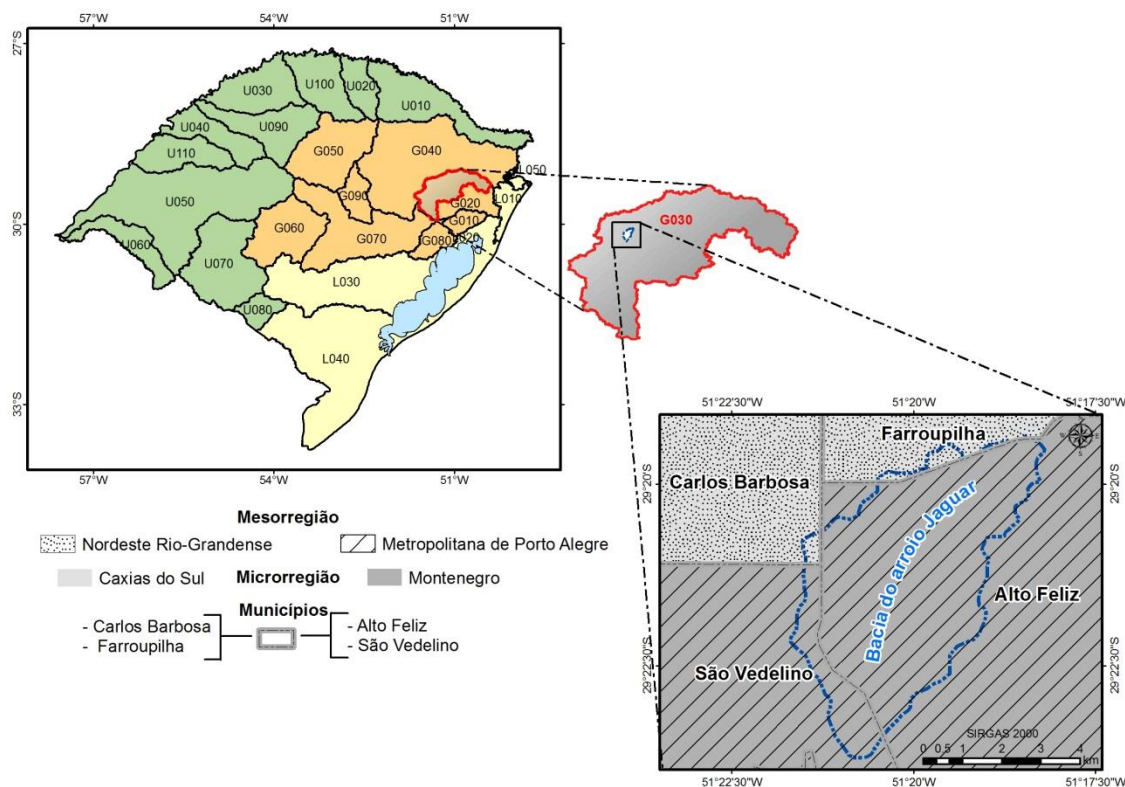 57°W
54°W
51°W
27°S
30°S
33°S
U030
U100
U020
U010
U040
U090
U110
G050
G040
L050
U050
G090
L010
G020
G010
U060
G060
G070
G080
U070
L030
U080
L040
57°W
54°W
51°W
G030
Mesorregião
Nordeste Rio-Grandense
Metropolitana de Porto Alegre
Caxias do Sul
Microrregião
Montenegro
Municípios
- Carlos Barbosa
- Farroupilha
- Alto Feliz
- São Vedelino
51°22'30"W
51°20'W
51°17'30"W
Farroupilha
Carlos Barbosa
29°20'S
29°20'S
Bacia do arroio Jaguar
Alto Feliz
São Vedelino
29°22'30"S
29°22'30"S
SIRGAS 2000
0 0,5 1 2 3 4
km
51°22'30"W
51°20'W
51°17'30"W